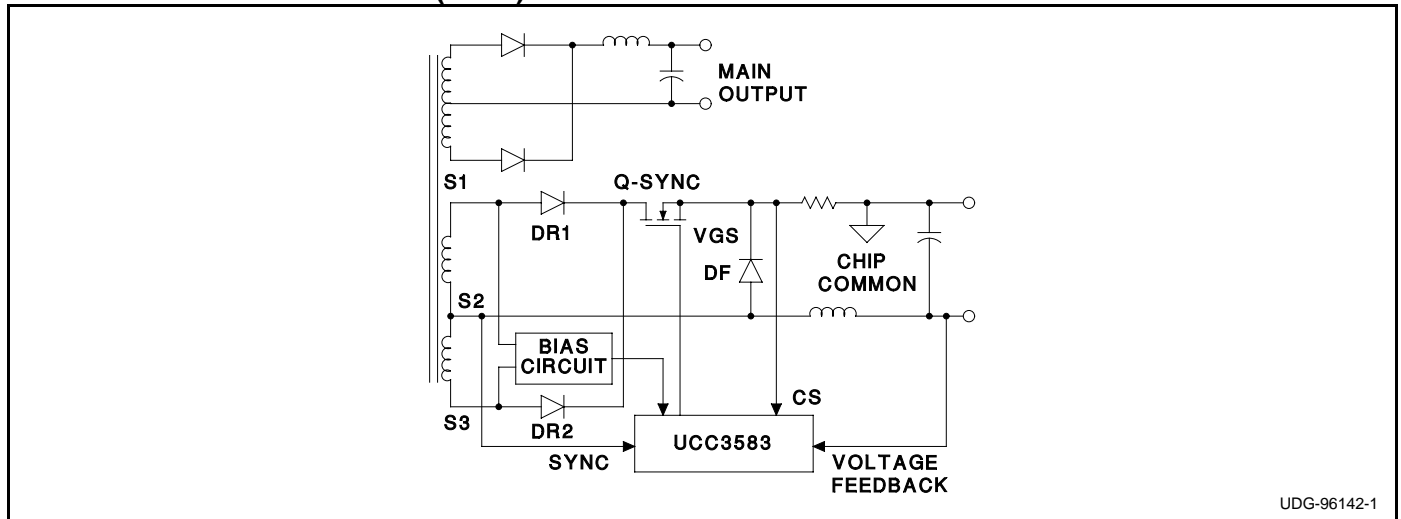 MAIN
OUTPUT
S1
Q-SYNC
DR1
VGS
DF
CHIP
COMMON
S2
BIAS
CIRCUIT
CS
S3
DR2
UCC3583
SYNC
VOLTAGE
FEEDBACK
UDG-96142-1